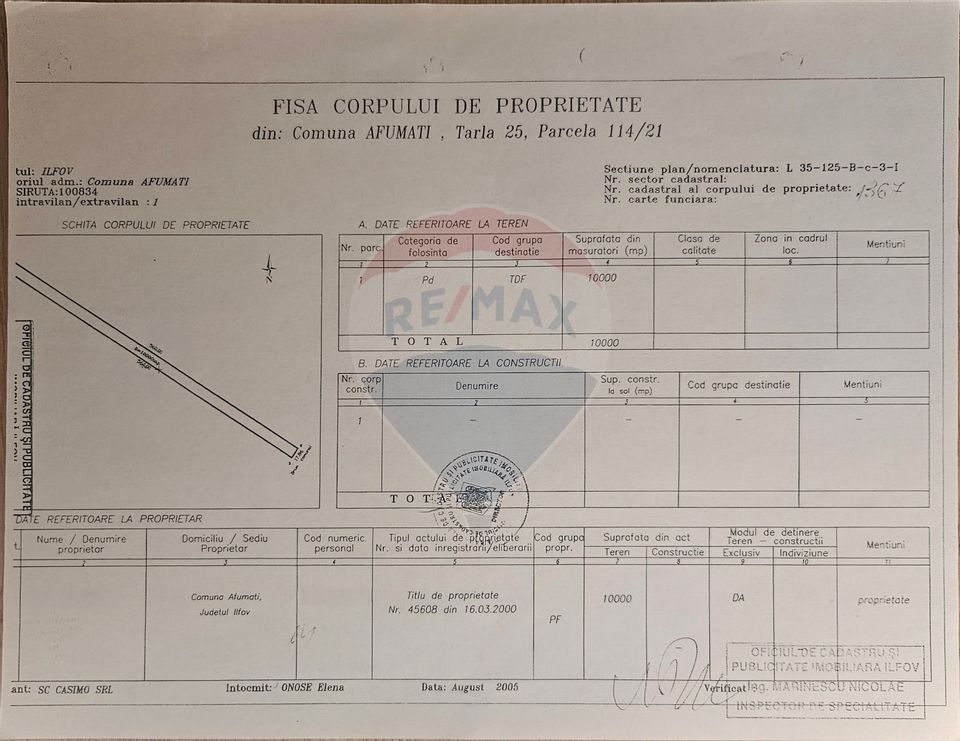 FISA CORPULUI DE PROPRIETATE
din: Comuna AFUMATI , Tarla 25, Parcela 114/21
tul: ILFOV
oriul adm.: Comuna AFUMATI
SIRUTA:100834
intravilan/extravilan : 1
Sectiune plan/nomenclatura: L 35-125-B-c-3-I
Nr. sector cadastral:
Nr. cadastral al corpului de proprietate: 1367
Nr. carte funciara:
SCHITA CORPULUI DE PROPRIETATE
N
OFICIUL DE CADASTRU SI PUBLICITATE
A. DATE REFERITOARE LA TEREN
Nr. parc. Categoria de folosinta Cod grupa destinatie Suprafata din masuratori (mp) Clasa de calitate Zona in cadrul loc. Mentiuni
1 2 3 4 5 6 7
1 Pd TDF 10000
TOTAL 10000
RE/MAX
B. DATE REFERITOARE LA CONSTRUCTII
Nr. corp constr. Denumire Sup. constr. la sol (mp) Cod grupa destinatie Mentiuni
1 2 3 4 5
1 – – – –
TOTAL
DATE REFERITOARE LA PROPRIETAR
Nume / Denumire proprietar Domiciliu / Sediu Proprietar Cod numeric personal Tipul actului de proprietate Nr. si data inregistrarii/eliberarii Cod grupa propr. Suprafata din act Teren Constructie Modul de detinere Teren – constructii Exclusiv Indiviziune Mentiuni
2 3 4 5 6 7 8 9 10 11
Comuna Afumati, Judetul Ilfov Titlu de proprietate Nr. 45608 din 16.03.2000 PF 10000 DA proprietate
ant: SC CASIMO SRL Intocmit: ONOSE Elena Data: August 2005 Verificat
OFICIUL DE CADASTRU ȘI
PUBLICITATE IMOBILIARA ILFOV
Ing. MARINESCU NICOLAE
INSPECTOR DE SPECIALITATE